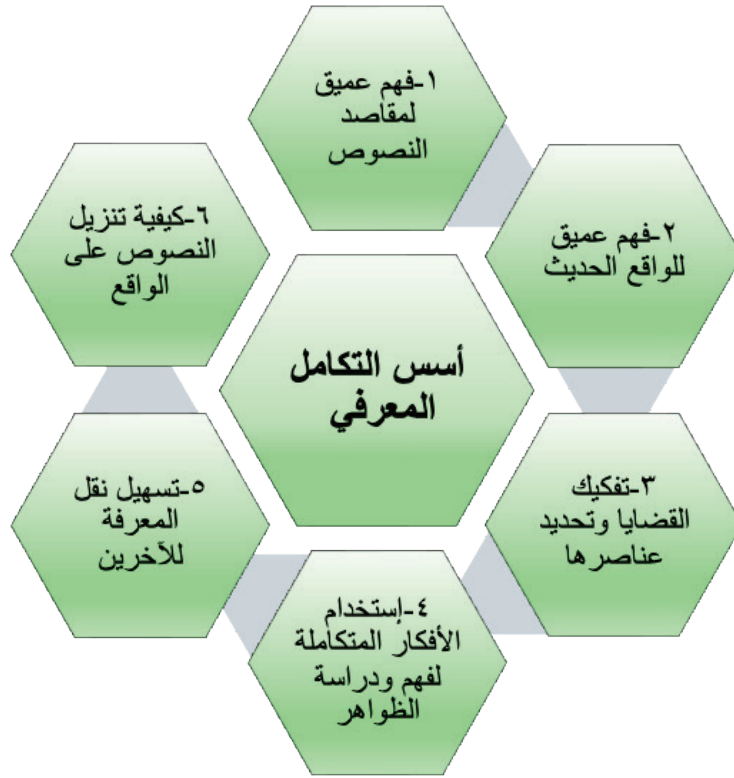 ١-فهم عميق
لمقاصد
النصوص
٢-فهم عميق
للواقع الحديث
٣-تفكيك
القضايا وتحديد
عناصرها
٤-إستخدام
الأفكار المتكاملة
لفهم ودراسة
الظواهر
٥-تسهيل نقل
المعرفة
للآخرين
٦-كيفية تنزيل
النصوص على
الواقع
أسس التكامل
المعرفي